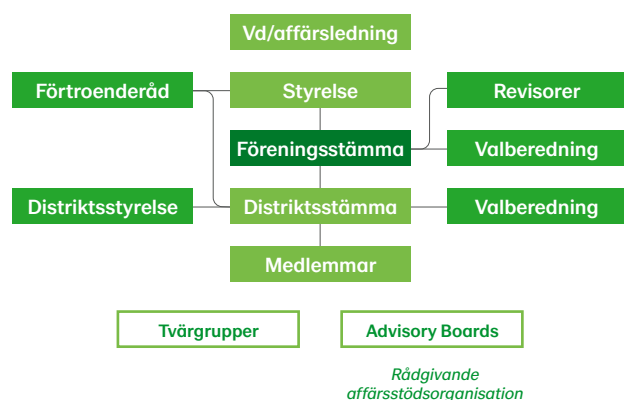 Vd/affärsledning
Förtroenderåd
Styrelse
Revisorer
Föreningsstämma
Valberedning
Distriktsstyrelse
Distriktsstämma
Valberedning
Medlemmar
Tvärgrupper
Advisory Boards
Rådgivande
affärsstödsorganisation